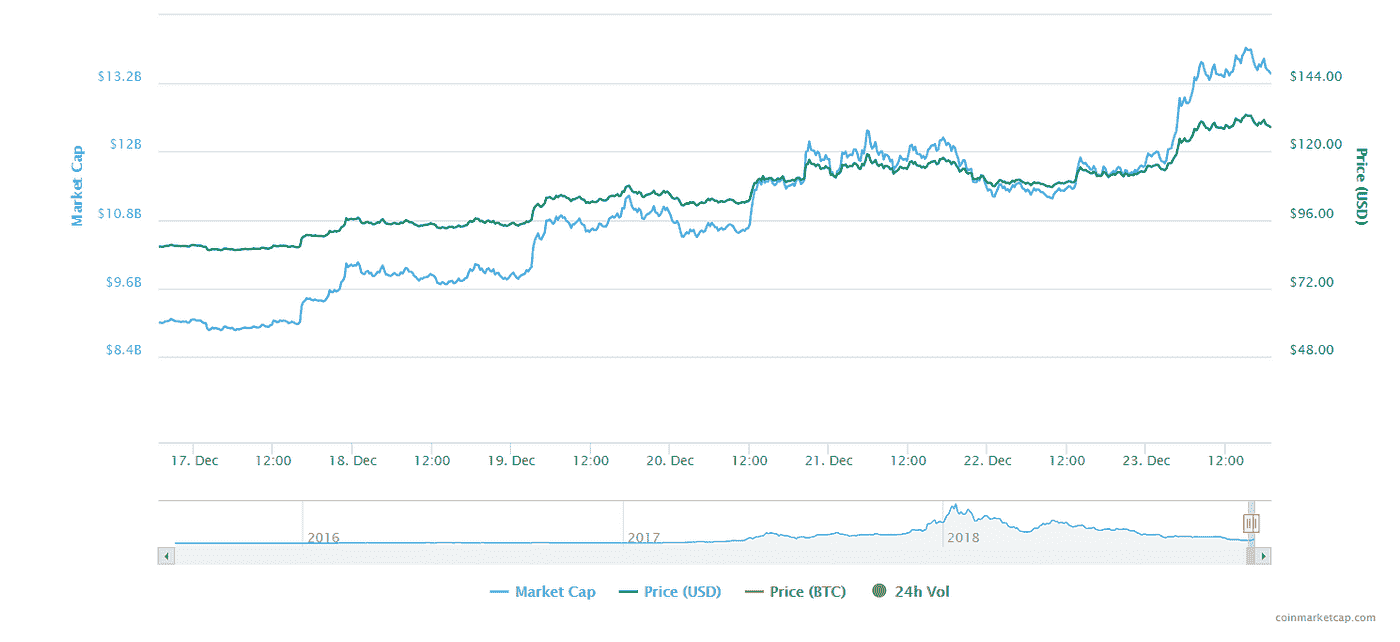 $13.2B
$12B
$10.8B
$9.6B
$8.4B
Market Cap
$144.00
$120.00
$96.00
$72.00
$48.00
Price (USD)
17. Dec 12:00 18. Dec 12:00 19. Dec 12:00 20. Dec 12:00 21. Dec 12:00 22. Dec 12:00 23. Dec 12:00
2016 2017 2018
Market Cap Price (USD) Price (BTC) 24h Vol
coinmarketcap.com